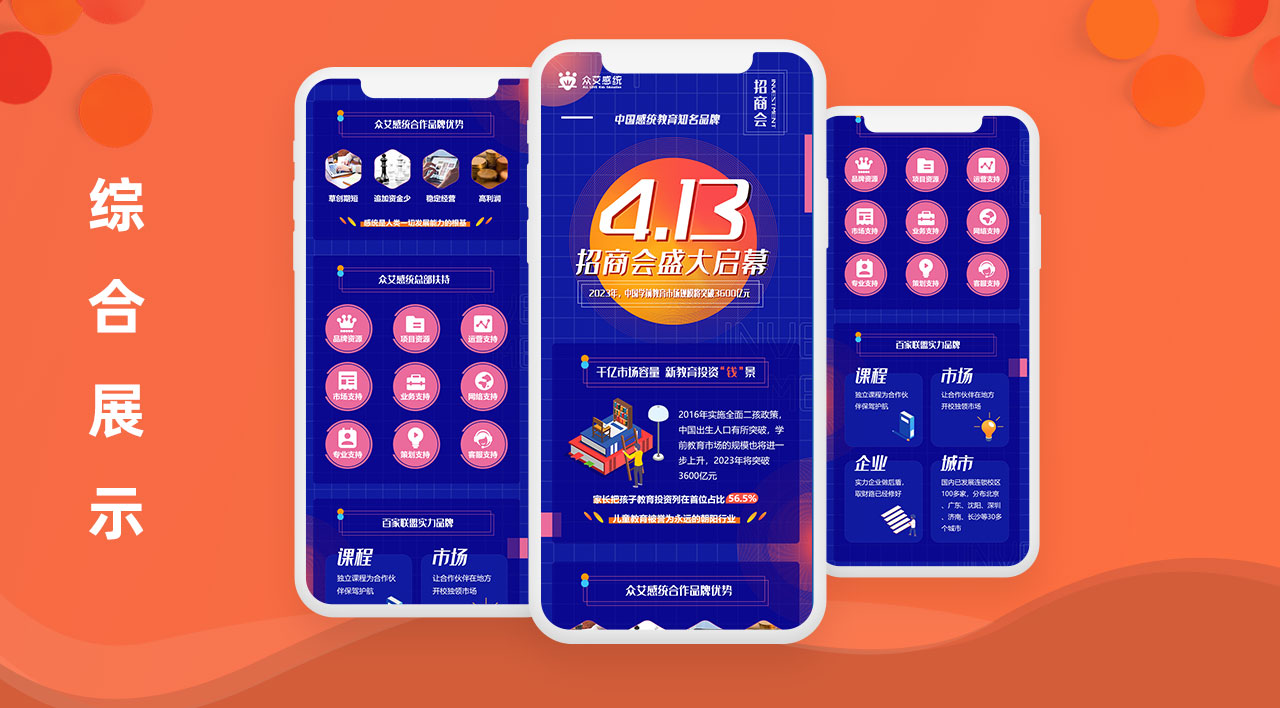 综
合
展
示
众艾感统合作品牌优势
草创期短
追加资金少
稳定经营
高利润
感统是人类一切发展能力的根基
众艾感统总部扶持
品牌资源
项目资源
运营支持
市场支持
业务支持
网络支持
专业支持
策划支持
客服支持
百家联盟实力品牌
课程
独立课程为合作伙
伴保驾护航
市场
让合作伙伴在地方
开校独领市场
众艾感统
招商会
INVESTMENT
中国感统教育知名品牌
4.13
招商会盛大启幕
2023年，中国学前教育市场规模将突破3600亿元
千亿市场容量 新教育投资“钱”景
2016年实施全面二孩政策，
中国出生人口有所突破，学
前教育市场的规模也将进一
步上升，2023年将突破
3600亿元
家长把孩子教育投资列在首位占比56.5%
儿童教育被誉为永远的朝阳行业
众艾感统合作品牌优势
品牌资源
项目资源
运营支持
市场支持
业务支持
网络支持
专业支持
策划支持
客服支持
百家联盟实力品牌
课程
独立课程为合作伙
伴保驾护航
市场
让合作伙伴在地方
开校独领市场
企业
实力企业做后盾，
取财路已经修好
城市
国内已发展连锁校区
100多家，分布北京
、广东、沈阳、深圳
、济南、长沙等30多
个城市